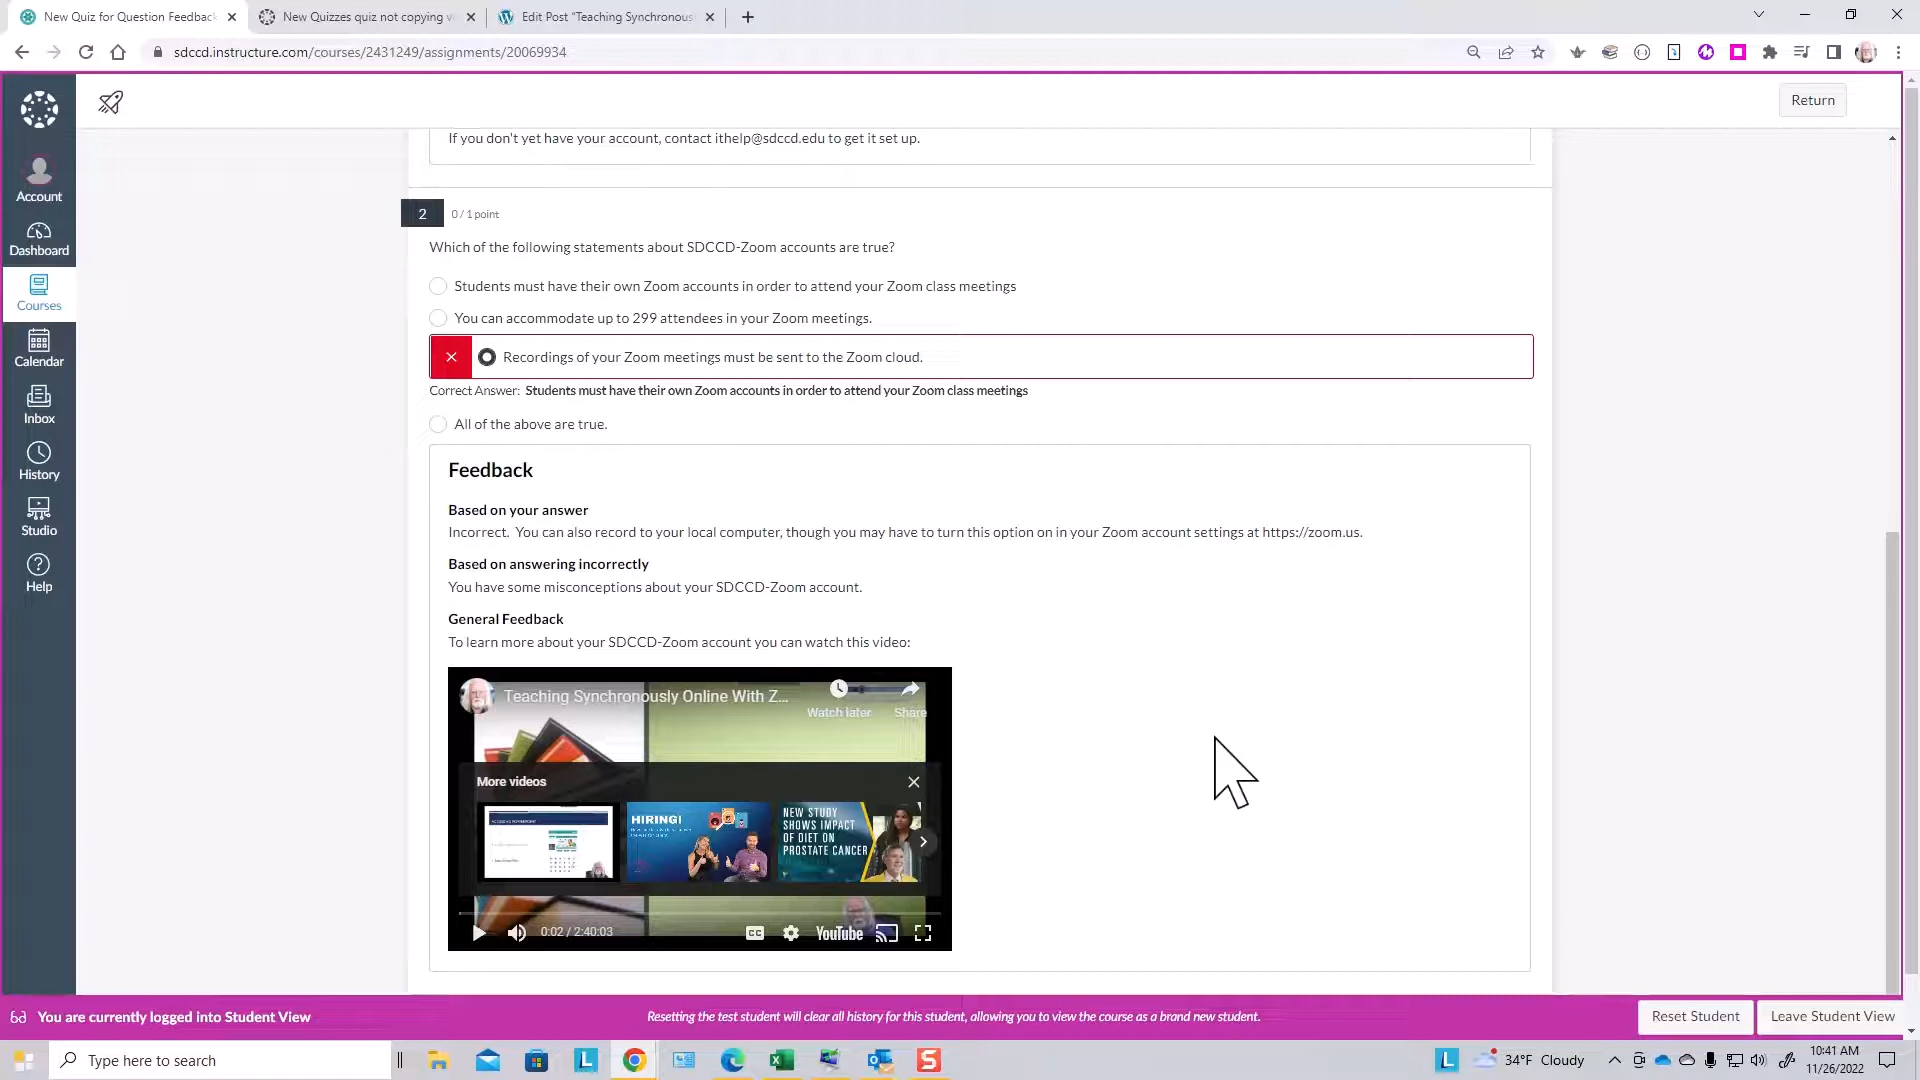 New Quiz for Question Feedback
New Quizzes quiz not copying v
Edit Post "Teaching Synchronous
sdccd.instructure.com/courses/2431249/assignments/20069934
Return
Account
Dashboard
Courses
Calendar
Inbox
History
Studio
Help
If you don't yet have your account, contact ithelp@sdccd.edu to get it set up.
2
0 / 1 point
Which of the following statements about SDCCD-Zoom accounts are true?
Students must have their own Zoom accounts in order to attend your Zoom class meetings
You can accommodate up to 299 attendees in your Zoom meetings.
Recordings of your Zoom meetings must be sent to the Zoom cloud.
Correct Answer: Students must have their own Zoom accounts in order to attend your Zoom class meetings
All of the above are true.
Feedback
Based on your answer
Incorrect. You can also record to your local computer, though you may have to turn this option on in your Zoom account settings at https://zoom.us.
Based on answering incorrectly
You have some misconceptions about your SDCCD-Zoom account.
General Feedback
To learn more about your SDCCD-Zoom account you can watch this video:
Teaching Synchronously Online With Z...
Watch later
Share
More videos
HIRING!
NEW STUDY
SHOWS IMPACT
OF DIET ON
PROSTATE CANCER
0:02 / 2:40:03
CC
YouTube
You are currently logged into Student View
Resetting the test student will clear all history for this student, allowing you to view the course as a brand new student.
Reset Student
Leave Student View
Type here to search
34°F Cloudy
10:41 AM
11/26/2022